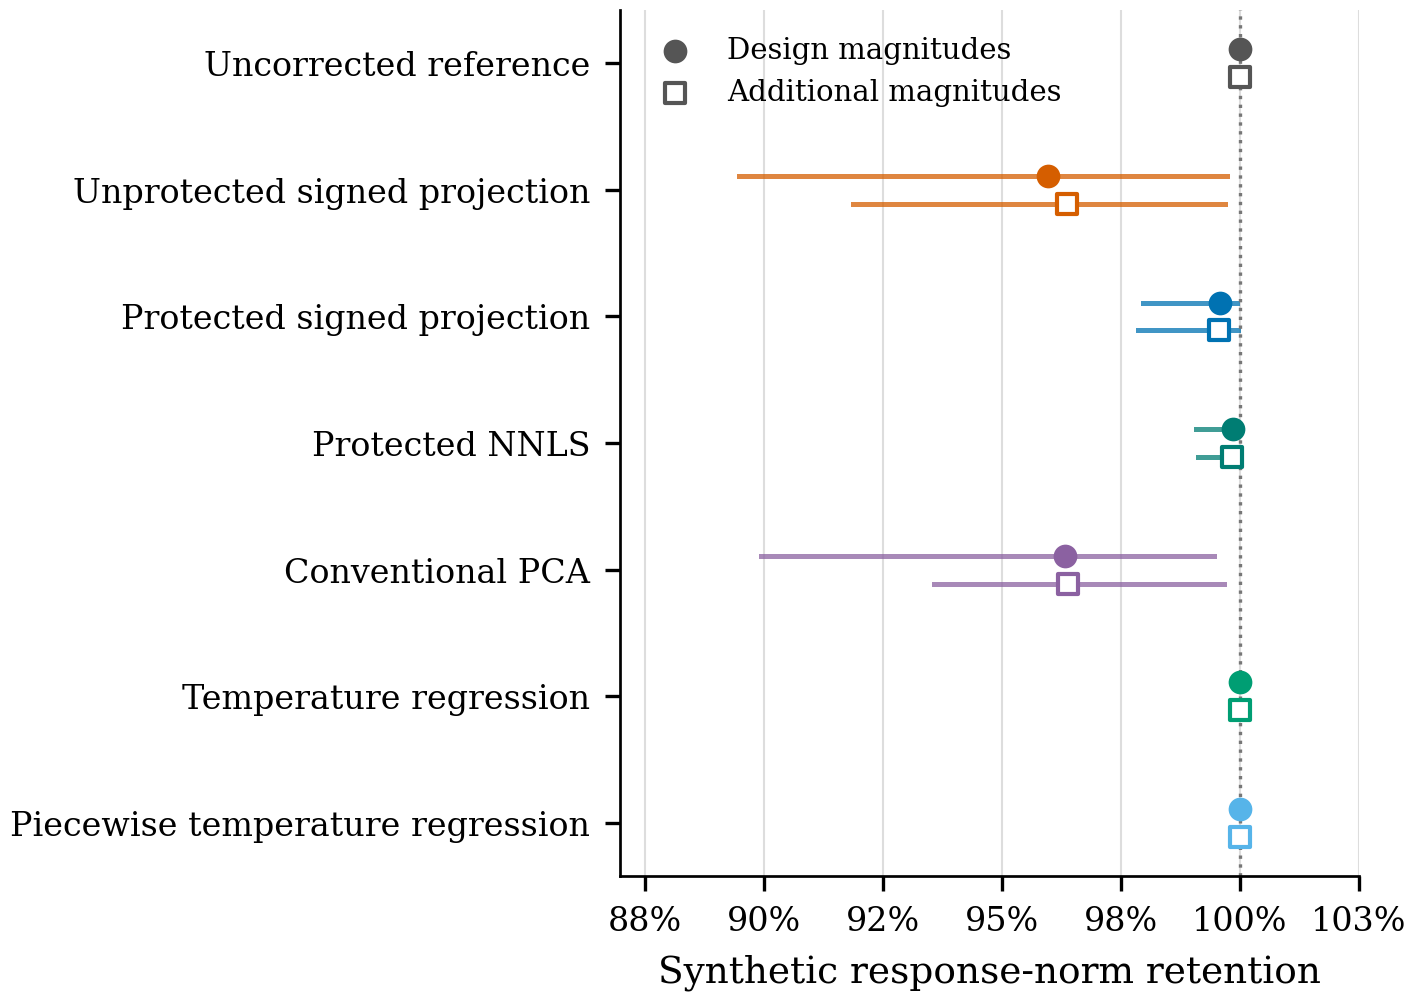 Design magnitudes
Additional magnitudes
Uncorrected reference
Unprotected signed projection
Protected signed projection
Protected NNLS
Conventional PCA
Temperature regression
Piecewise temperature regression
88% 90% 92% 95% 98% 100% 103%
Synthetic response-norm retention